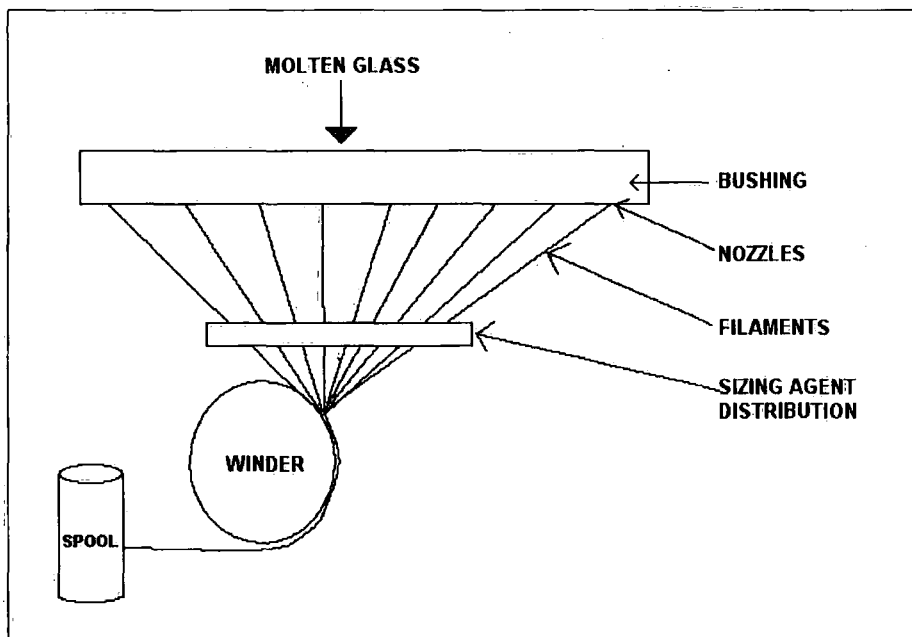 MOLTEN GLASS
BUSHING
NOZZLES
FILAMENTS
SIZING AGENT
DISTRIBUTION
WINDER
SPOOL